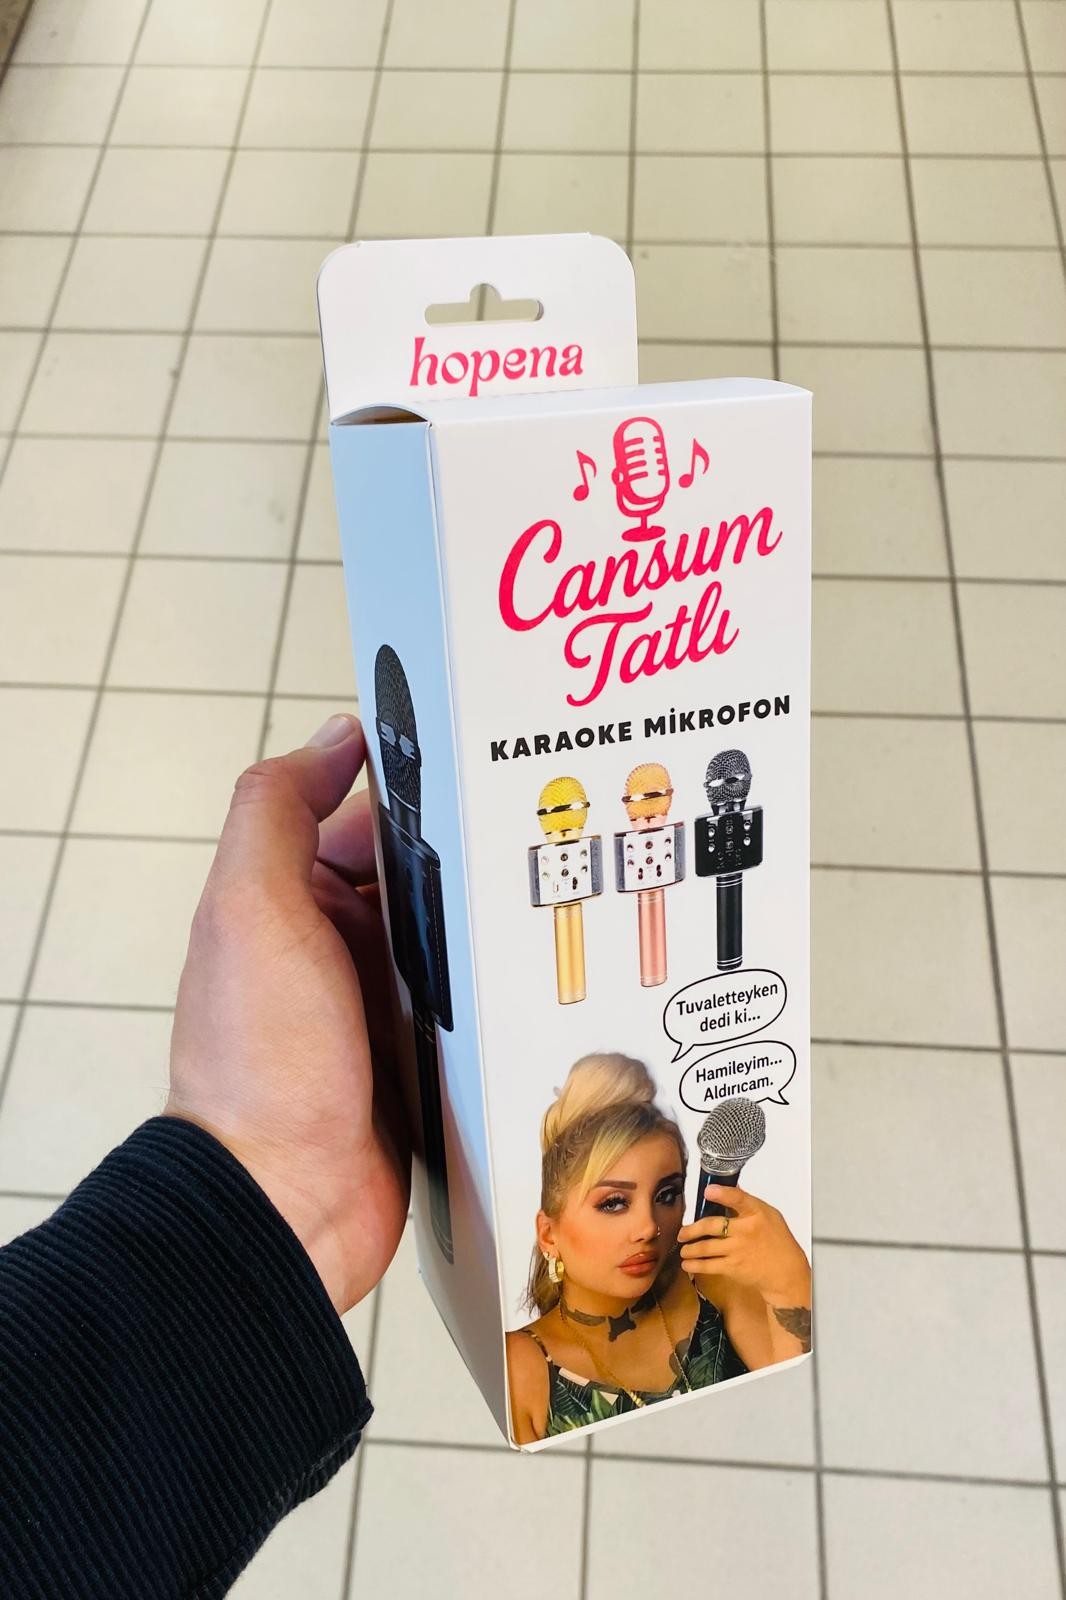 hopena
Cansum
Tatlı
KARAOKE MİKROFON
Tuvaletteyken
dedi ki...
Hamileyim...
Aldırıcam.